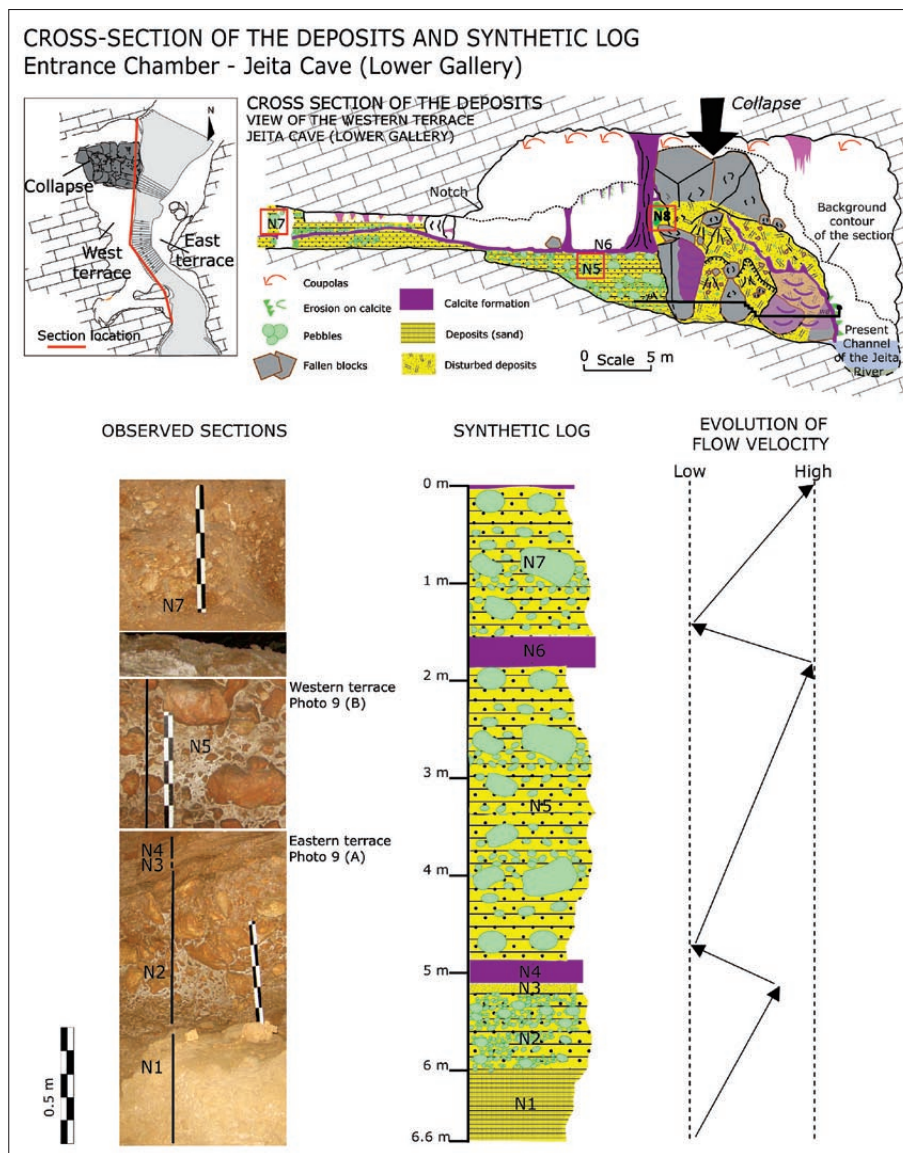 CROSS-SECTION OF THE DEPOSITS AND SYNTHETIC LOG
Entrance Chamber - Jeita Cave (Lower Gallery)
N
Collapse
West
terrace
East
terrace
Section location
CROSS SECTION OF THE DEPOSITS
VIEW OF THE WESTERN TERRACE
JEITA CAVE (LOWER GALLERY)
Collapse
Notch
N7
N8
N6
N5
Background
contour
of the section
Present
Channel
of the Jeita
River
Coupolas
Erosion on calcite
Pebbles
Fallen blocks
Calcite formation
Deposits (sand)
Disturbed deposits
0 Scale 5 m
OBSERVED SECTIONS
N7
Western terrace
Photo 9 (B)
N5
Eastern terrace
Photo 9 (A)
N4
N3
N2
N1
0.5 m
SYNTHETIC LOG
0 m
N7
1 m
N6
2 m
3 m
N5
4 m
5 m
N4
N3
N2
6 m
N1
6.6 m
EVOLUTION OF
FLOW VELOCITY
Low High